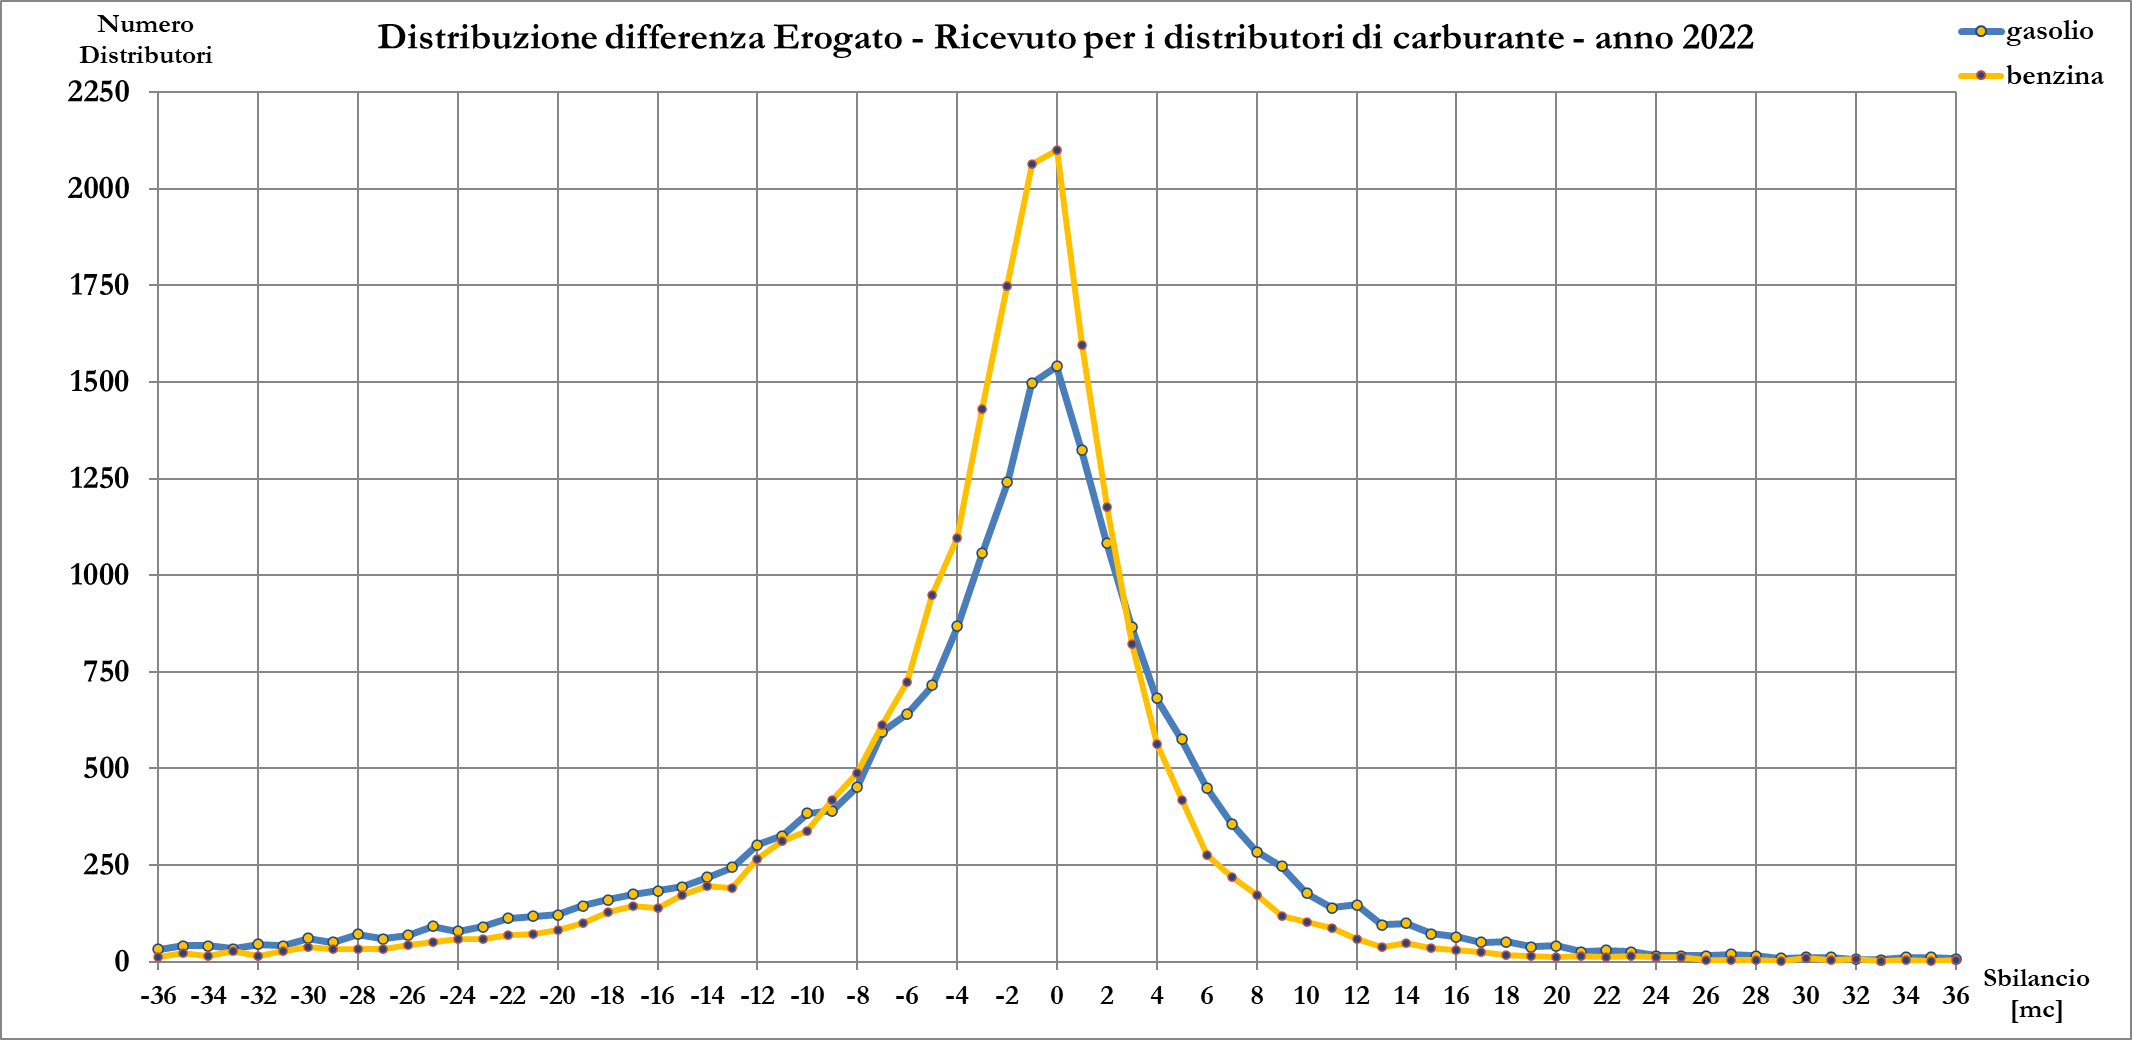 Numero
Distributori
Distribuzione differenza Erogato - Ricevuto per i distributori di carburante - anno 2022
gasolio
benzina
2250
2000
1750
1500
1250
1000
750
500
250
0
-36 -34 -32 -30 -28 -26 -24 -22 -20 -18 -16 -14 -12 -10 -8 -6 -4 -2 0 2 4 6 8 10 12 14 16 18 20 22 24 26 28 30 32 34 36
Sbilancio
[mc]